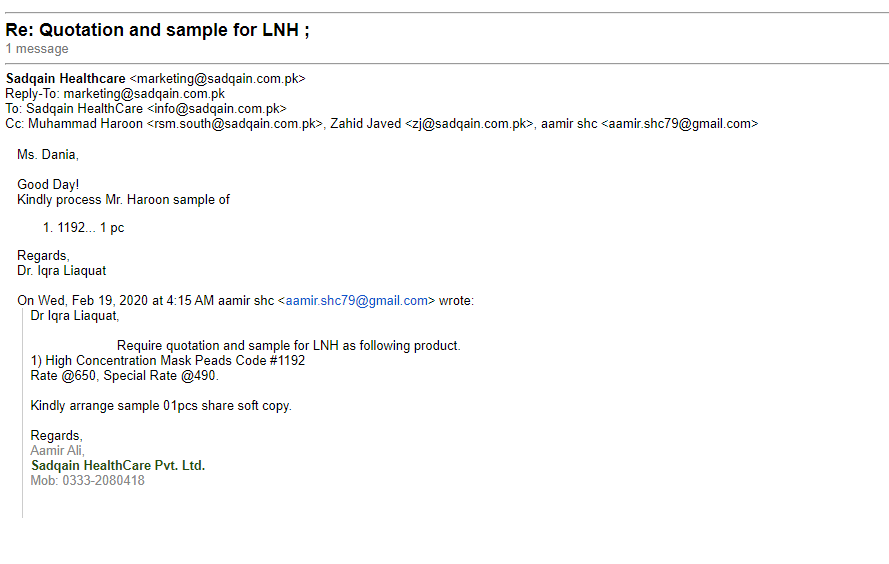 Re: Quotation and sample for LNH ;
1 message
Sadqain Healthcare <marketing@sadqain.com.pk>
Reply-To: marketing@sadqain.com.pk
To: Sadqain HealthCare <info@sadqain.com.pk>
Cc: Muhammad Haroon <rsm.south@sadqain.com.pk>, Zahid Javed <zj@sadqain.com.pk>, aamir shc <aamir.shc79@gmail.com>
Ms. Dania,
Good Day!
Kindly process Mr. Haroon sample of
1. 1192... 1 pc
Regards,
Dr. Iqra Liaquat
On Wed, Feb 19, 2020 at 4:15 AM aamir shc <aamir.shc79@gmail.com> wrote:
Dr Iqra Liaquat,
Require quotation and sample for LNH as following product.
1) High Concentration Mask Peads Code #1192
Rate @650, Special Rate @490.
Kindly arrange sample 01pcs share soft copy.
Regards,
Aamir Ali,
Sadqain HealthCare Pvt. Ltd.
Mob: 0333-2080418